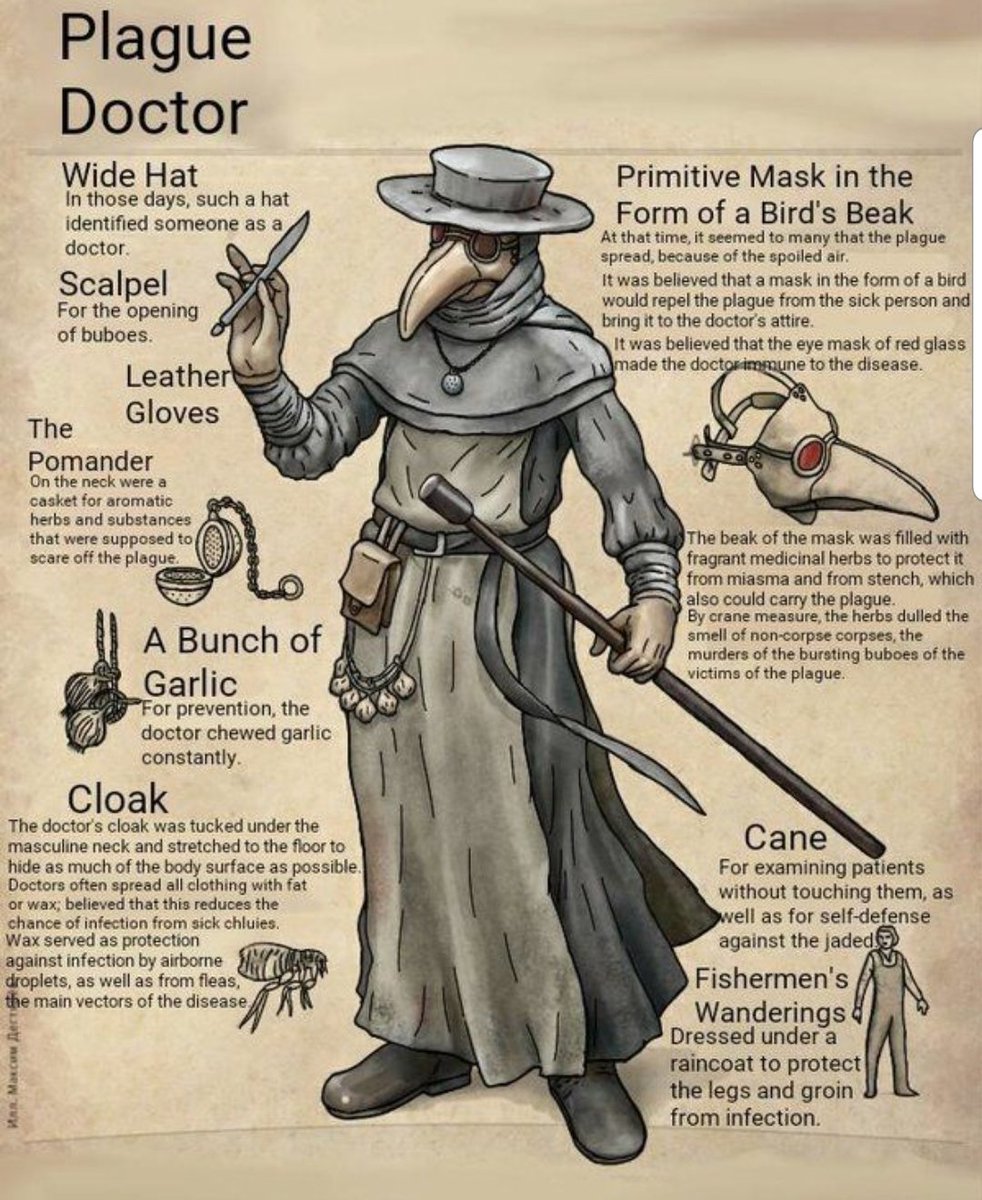 Plague
Doctor
Wide Hat
In those days, such a hat
identified someone as a
doctor.
Scalpel
For the opening
of buboes.
Leather
Gloves
The
Pomander
On the neck were a
casket for aromatic
herbs and substances
that were supposed to
scare off the plague.
A Bunch of
Garlic
For prevention, the
doctor chewed garlic
constantly.
Cloak
The doctor's cloak was tucked under the
masculine neck and stretched to the floor to
hide as much of the body surface as possible.
Doctors often spread all clothing with fat
or wax; believed that this reduces the
chance of infection from sick chluies.
Wax served as protection
against infection by airborne
droplets, as well as from fleas,
the main vectors of the disease.
Primitive Mask in the
Form of a Bird's Beak
At that time, it seemed to many that the plague
spread, because of the spoiled air.
It was believed that a mask in the form of a bird
would repel the plague from the sick person and
bring it to the doctor's attire.
It was believed that the eye mask of red glass
made the doctor immune to the disease.
The beak of the mask was filled with
fragrant medicinal herbs to protect it
from miasma and from stench, which
also could carry the plague.
By crane measure, the herbs dulled the
smell of non-corpse corpses, the
murders of the bursting buboes of the
victims of the plague.
Cane
For examining patients
without touching them, as
well as for self-defense
against the jaded
Fishermen's
Wanderings
Dressed under a
raincoat to protect
the legs and groin
from infection.
Илл. Максим